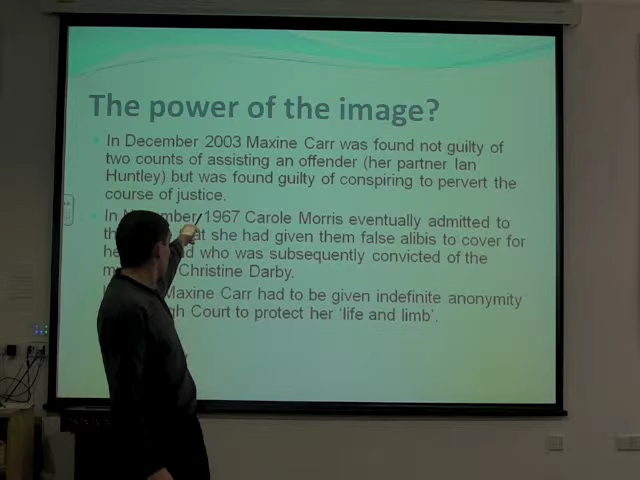 The power of the image?
In December 2003 Maxine Carr was found not guilty of
two counts of assisting an offender (her partner Ian
Huntley) but was found guilty of conspiring to pervert the
course of justice.
In 1967 Carole Morris eventually admitted to
she had given them false alibis to cover for
who was subsequently convicted of the
Christine Darby.
Maxine Carr had to be given indefinite anonymity
Court to protect her 'life and limb'.